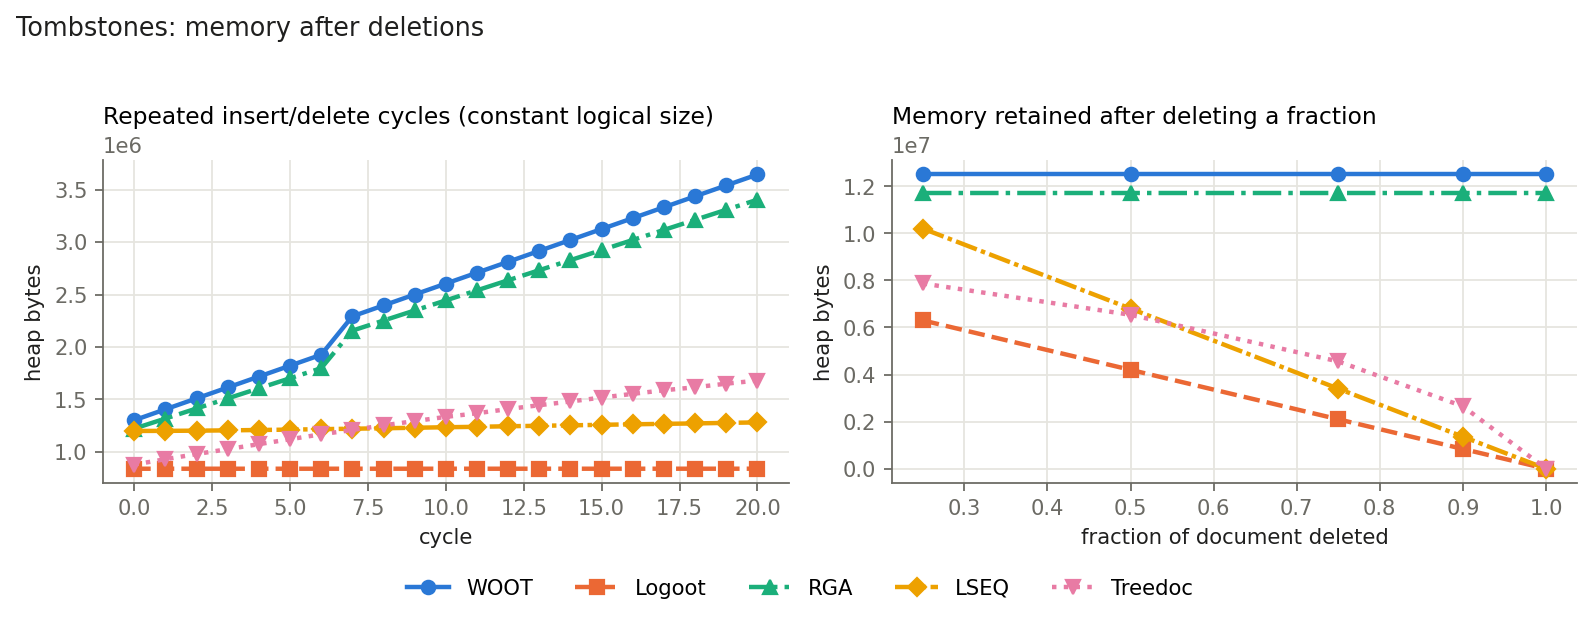 Tombstones: memory after deletions
Repeated insert/delete cycles (constant logical size)
1e6
3.5
3.0
2.5
2.0
1.5
1.0
heap bytes
0.0 2.5 5.0 7.5 10.0 12.5 15.0 17.5 20.0
cycle
Memory retained after deleting a fraction
1e7
1.2
1.0
0.8
0.6
0.4
0.2
0.0
heap bytes
0.3 0.4 0.5 0.6 0.7 0.8 0.9 1.0
fraction of document deleted
WOOT Logoot RGA LSEQ Treedoc